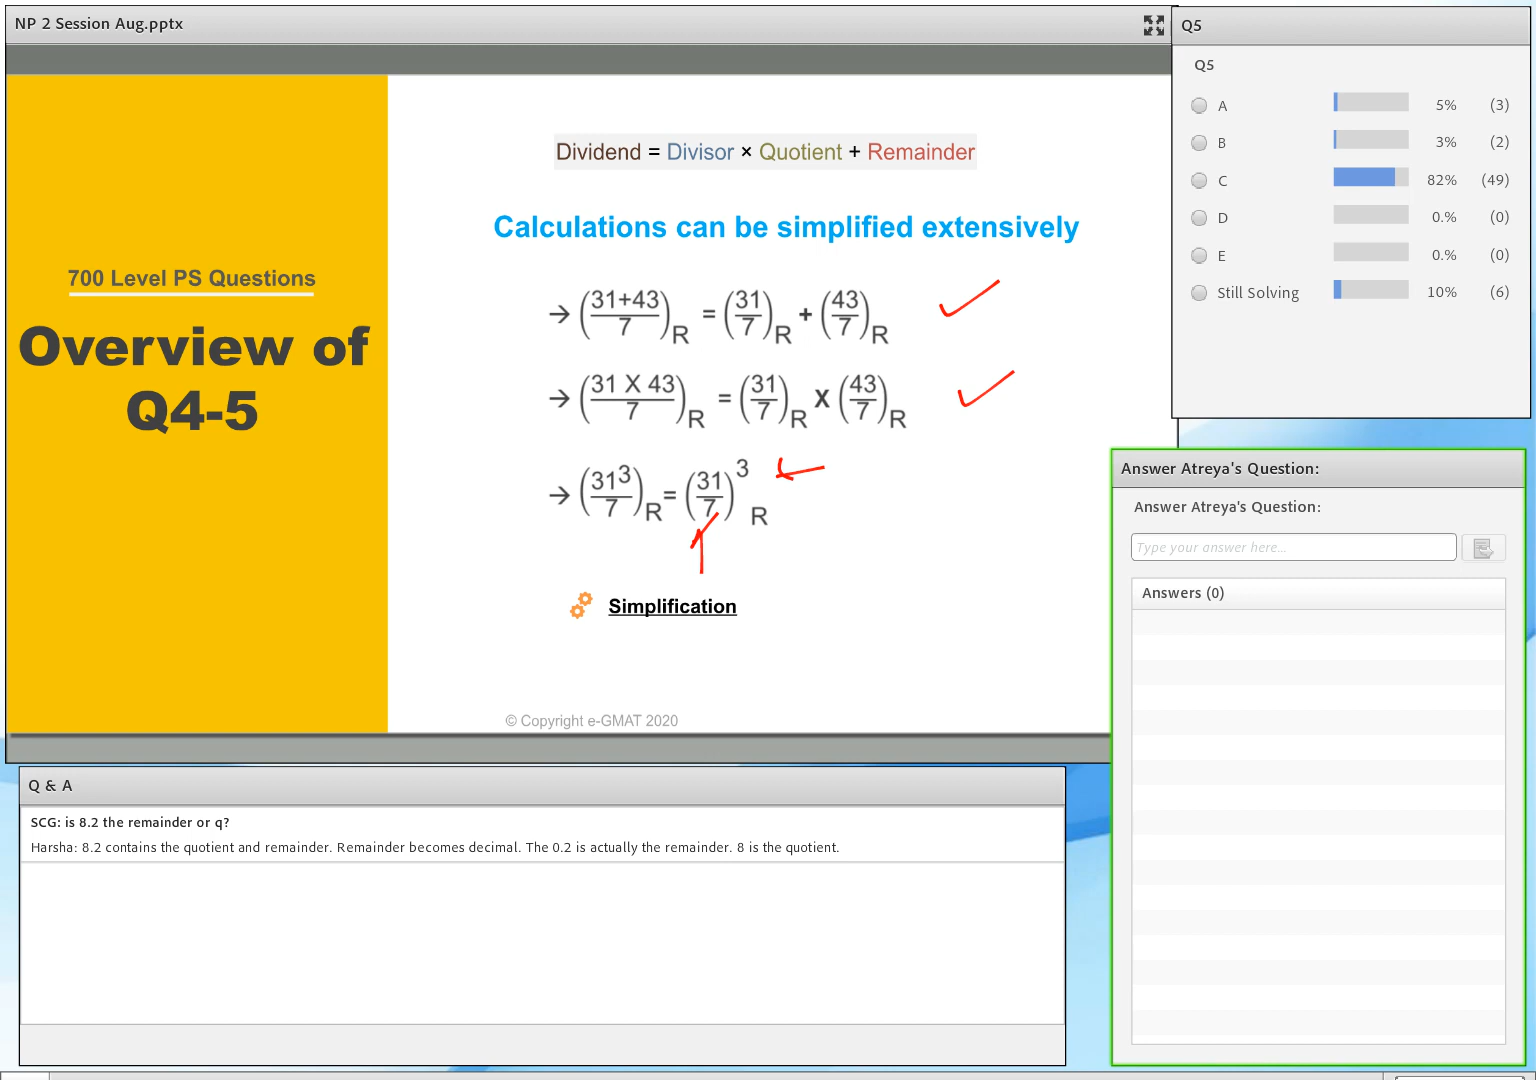 NP 2 Session Aug.pptx
700 Level PS Questions
Overview of
Q4-5
Dividend = Divisor × Quotient + Remainder
Calculations can be simplified extensively
→ (31+43/7)R = (31/7)R + (43/7)R
→ (31 X 43/7)R = (31/7)R X (43/7)R
→ (31³/7)R = (31/7)³R
Simplification
© Copyright e-GMAT 2020
Q5
Q5
A 5% (3)
B 3% (2)
C 82% (49)
D 0.% (0)
E 0.% (0)
Still Solving 10% (6)
Answer Atreya's Question:
Answer Atreya's Question:
Type your answer here...
Answers (0)
Q & A
SCG: is 8.2 the remainder or q?
Harsha: 8.2 contains the quotient and remainder. Remainder becomes decimal. The 0.2 is actually the remainder. 8 is the quotient.